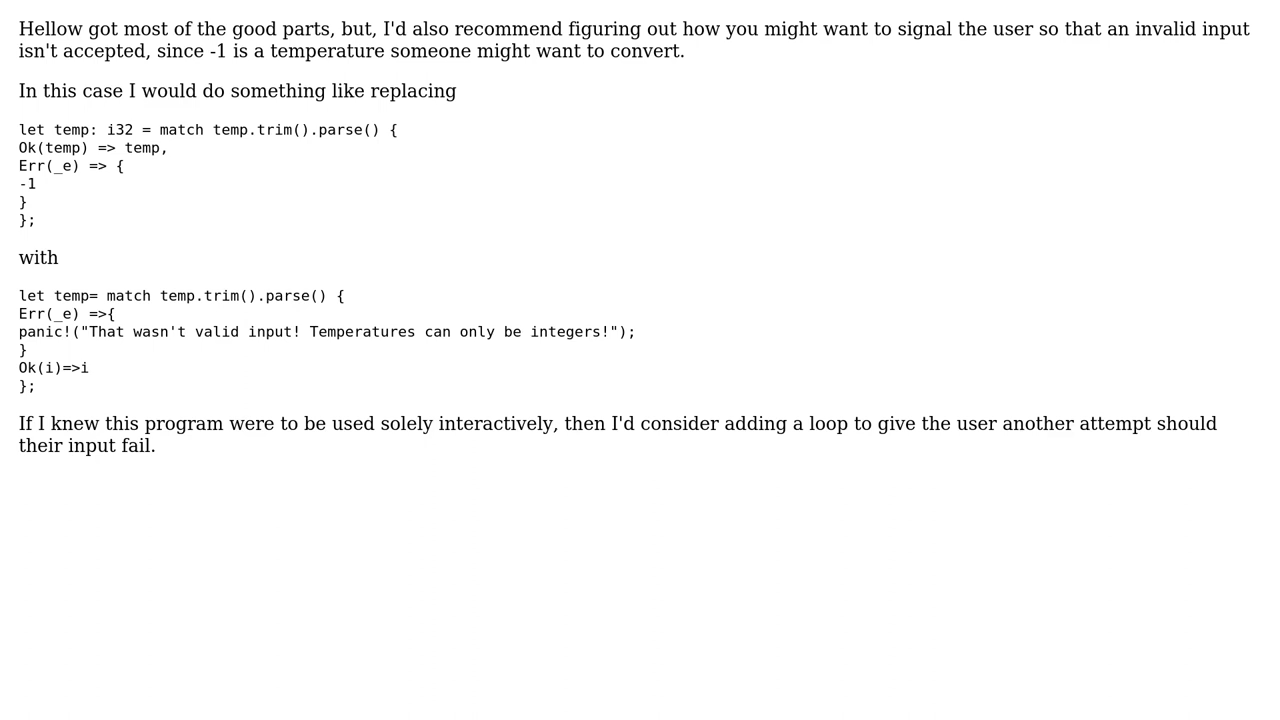 Hellow got most of the good parts, but, I'd also recommend figuring out how you might want to signal the user so that an invalid input
isn't accepted, since -1 is a temperature someone might want to convert.
In this case I would do something like replacing
let temp: i32 = match temp.trim().parse() {
Ok(temp) => temp,
Err(_e) => {
-1
}
};
with
let temp= match temp.trim().parse() {
Err(_e) =>{
panic!("That wasn't valid input! Temperatures can only be integers!");
}
Ok(i)=>i
};
If I knew this program were to be used solely interactively, then I'd consider adding a loop to give the user another attempt should
their input fail.